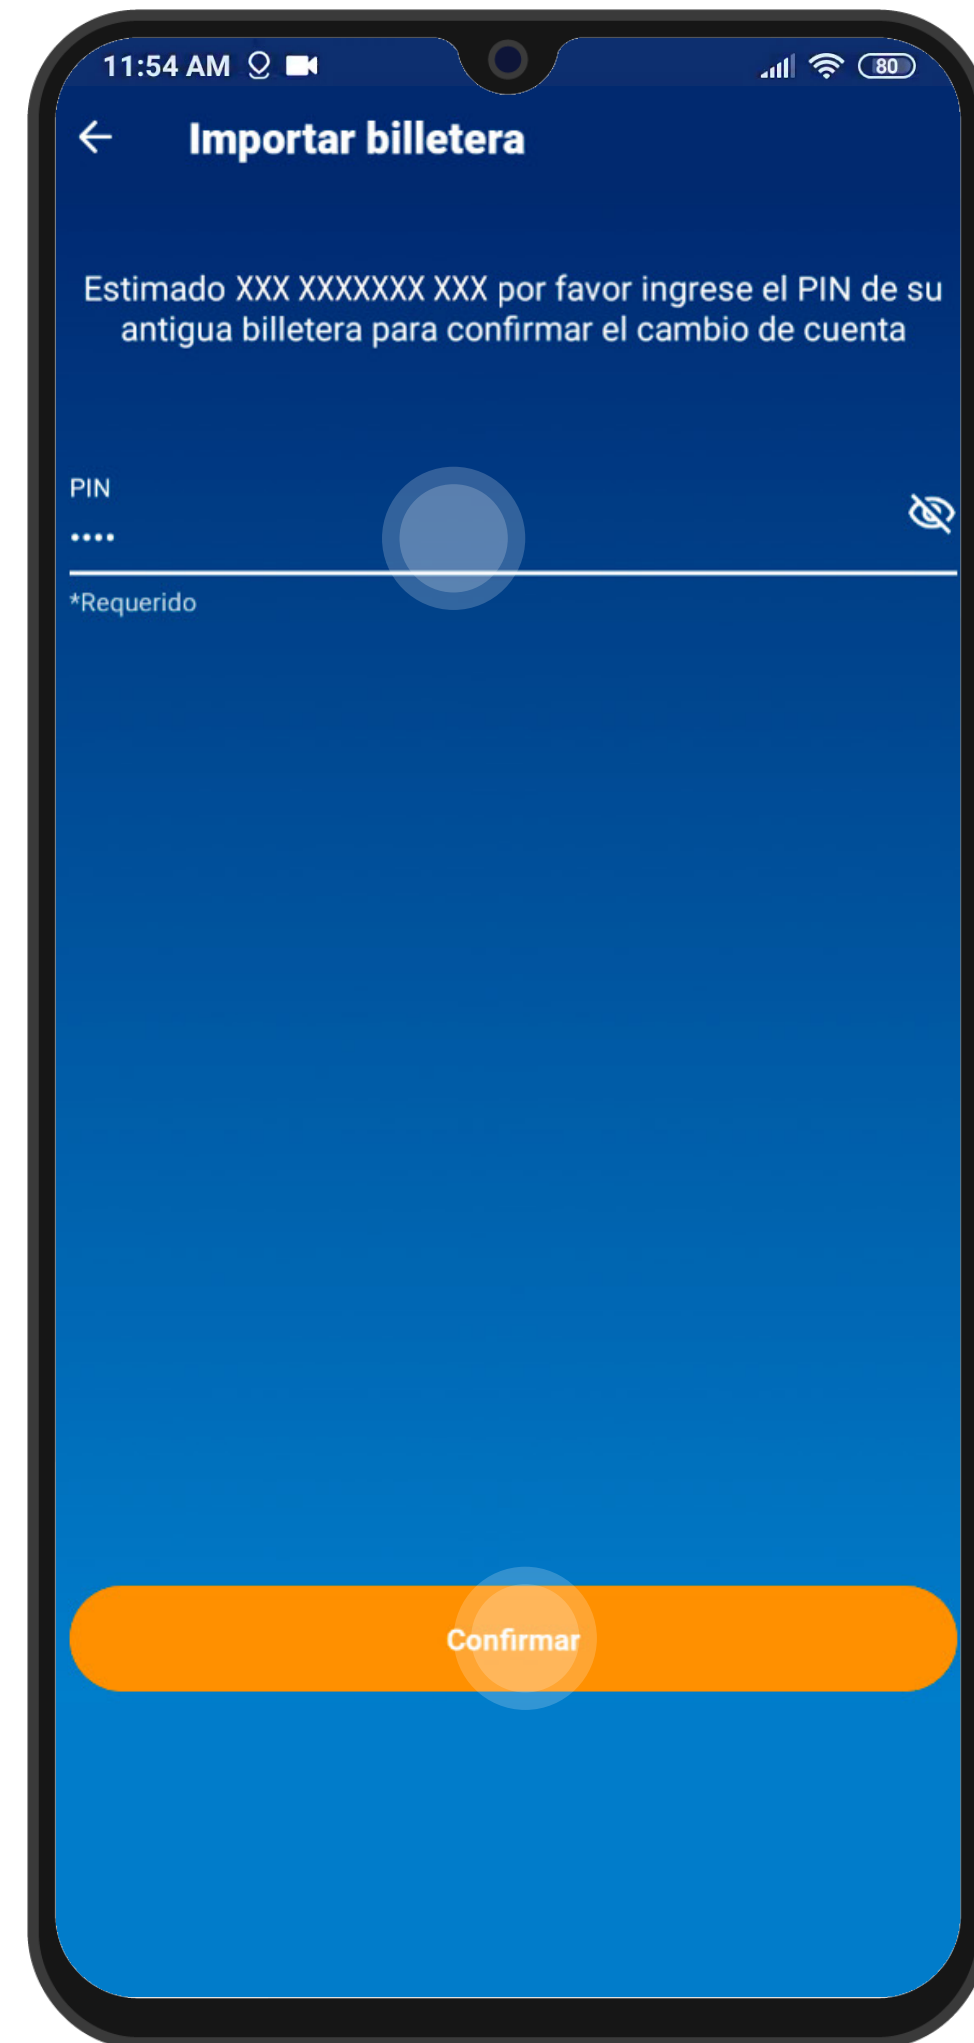 11:54 AM 80
Importar billetera
Estimado XXX XXXXXXX XXX por favor ingrese el PIN de su
antigua billetera para confirmar el cambio de cuenta
PIN
••••
*Requerido
Confirmar